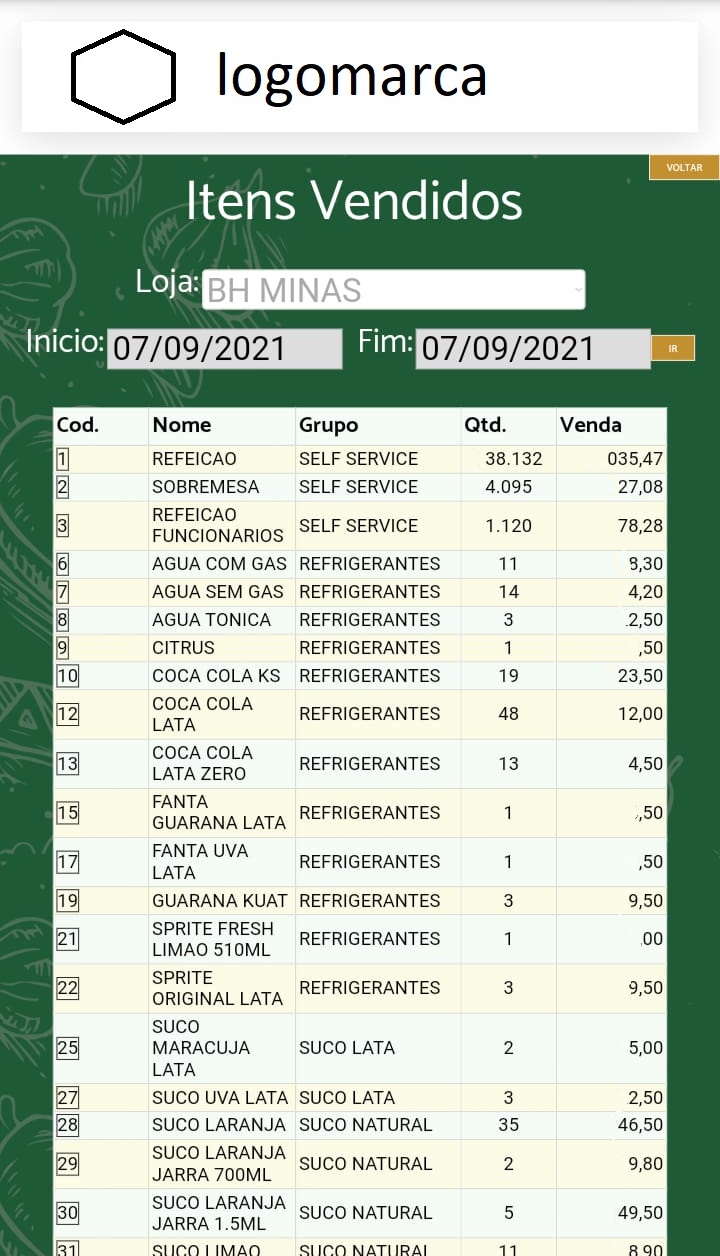 logomarca
VOLTAR
Itens Vendidos
Loja: BH MINAS
Inicio: 07/09/2021 Fim: 07/09/2021 IR
Cod. Nome Grupo Qtd. Venda
1 REFEICAO SELF SERVICE 38.132 035,47
2 SOBREMESA SELF SERVICE 4.095 27,08
3 REFEICAO FUNCIONARIOS SELF SERVICE 1.120 78,28
6 AGUA COM GAS REFRIGERANTES 11 8,30
7 AGUA SEM GAS REFRIGERANTES 14 4,20
8 AGUA TONICA REFRIGERANTES 3 2,50
9 CITRUS REFRIGERANTES 1 ,50
10 COCA COLA KS REFRIGERANTES 19 23,50
12 COCA COLA LATA REFRIGERANTES 48 12,00
13 COCA COLA LATA ZERO REFRIGERANTES 13 4,50
15 FANTA GUARANA LATA REFRIGERANTES 1 ,50
17 FANTA UVA LATA REFRIGERANTES 1 ,50
19 GUARANA KUAT REFRIGERANTES 3 9,50
21 SPRITE FRESH LIMAO 510ML REFRIGERANTES 1 ,00
22 SPRITE ORIGINAL LATA REFRIGERANTES 3 9,50
25 SUCO MARACUJA LATA SUCO LATA 2 5,00
27 SUCO UVA LATA SUCO LATA 3 2,50
28 SUCO LARANJA SUCO NATURAL 35 46,50
29 SUCO LARANJA JARRA 700ML SUCO NATURAL 2 9,80
30 SUCO LARANJA JARRA 1.5ML SUCO NATURAL 5 49,50
31 SUCO LIMAO SUCO NATURAL 11 8,90